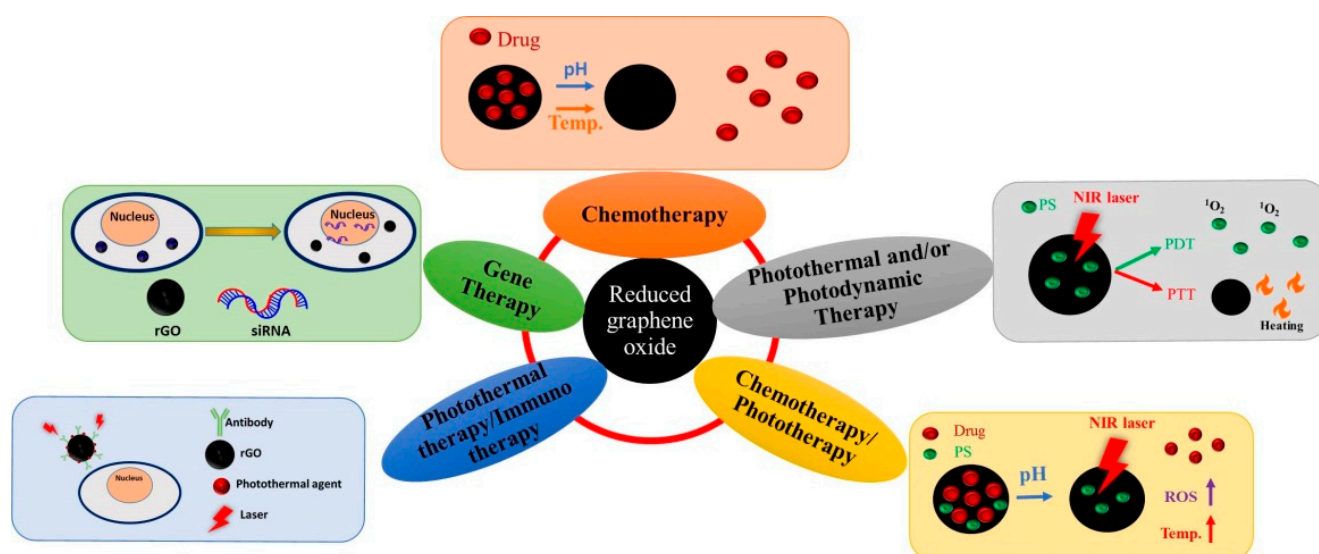 Drug
pH
Temp.
Nucleus
Nucleus
rGO
siRNA
Chemotherapy
Gene
Therapy
Reduced
graphene
oxide
Photothermal and/or
Photodynamic
Therapy
PS
NIR laser
¹O₂
¹O₂
PDT
PTT
Heating
Antibody
rGO
Photothermal agent
Laser
Nucleus
Photothermal
therapy/Immuno
therapy
Chemotherapy/
Phototherapy
Drug
PS
NIR laser
pH
ROS
Temp.